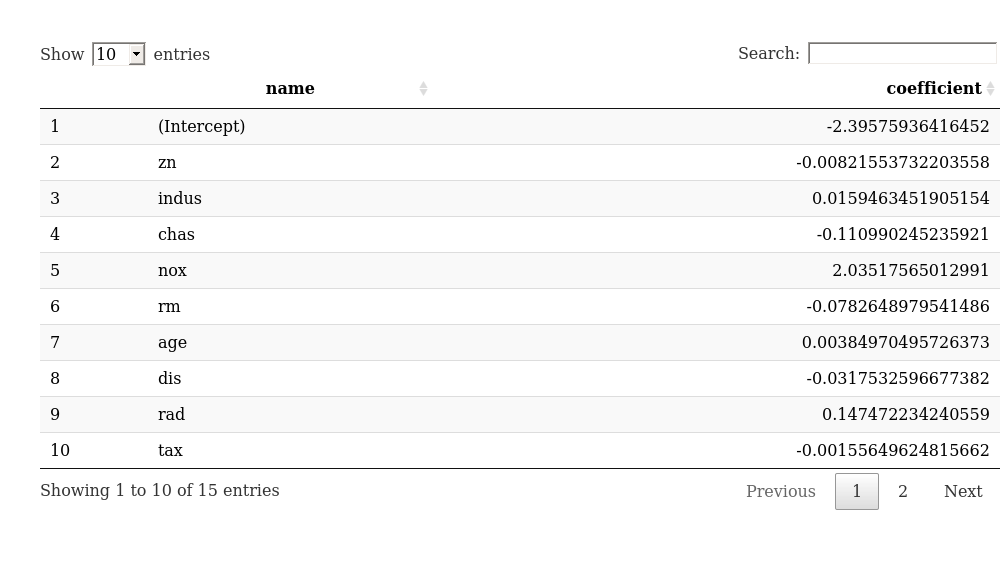 Show 10 entries Search:
name coefficient
1 (Intercept) -2.39575936416452
2 zn -0.00821553732203558
3 indus 0.0159463451905154
4 chas -0.110990245235921
5 nox 2.03517565012991
6 rm -0.0782648979541486
7 age 0.00384970495726373
8 dis -0.0317532596677382
9 rad 0.147472234240559
10 tax -0.00155649624815662
Showing 1 to 10 of 15 entries Previous 1 2 Next